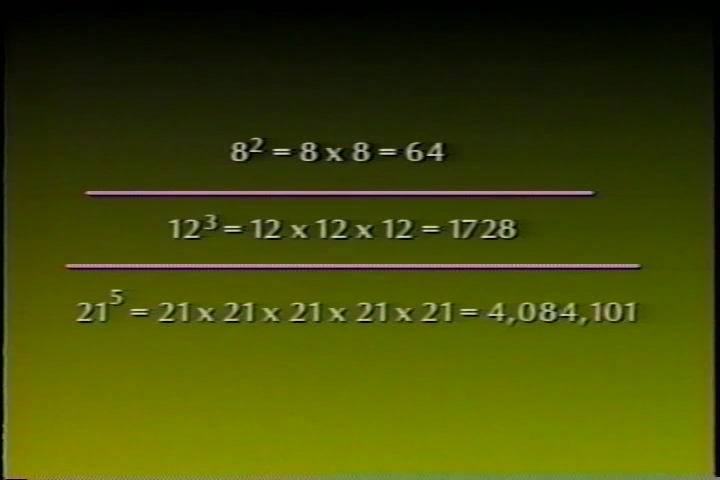 8² = 8 x 8 = 64
12³ = 12 x 12 x 12 = 1728
21⁵ = 21 x 21 x 21 x 21 x 21 = 4,084,101